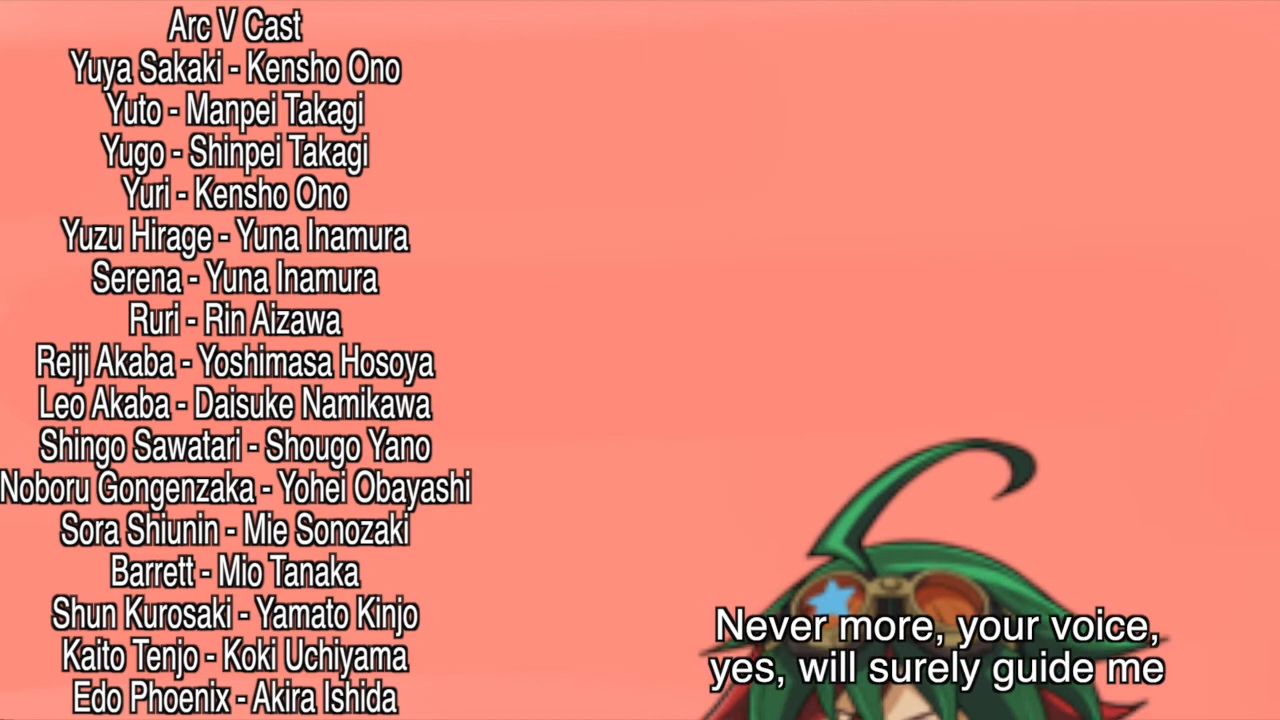 Arc V Cast
Yuya Sakaki - Kensho Ono
Yuto - Manpei Takagi
Yugo - Shinpei Takagi
Yuri - Kensho Ono
Yuzu Hirage - Yuna Inamura
Serena - Yuna Inamura
Ruri - Rin Aizawa
Reiji Akaba - Yoshimasa Hosoya
Leo Akaba - Daisuke Namikawa
Shingo Sawatari - Shougo Yano
Noboru Gongenzaka - Yohei Obayashi
Sora Shiunin - Mie Sonozaki
Barrett - Mio Tanaka
Shun Kurosaki - Yamato Kinjo
Kaito Tenjo - Koki Uchiyama
Edo Phoenix - Akira Ishida
Never more, your voice,
yes, will surely guide me